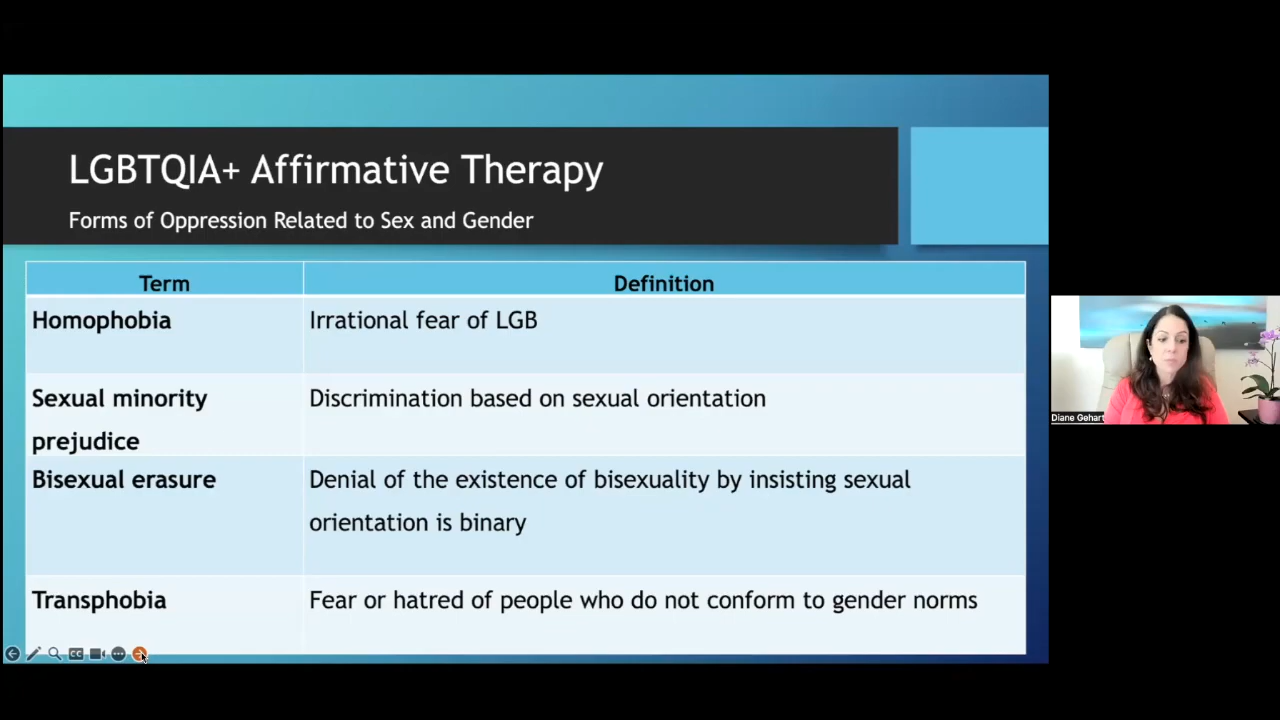 LGBTQIA+ Affirmative Therapy
Forms of Oppression Related to Sex and Gender
Term
Definition
Homophobia
Irrational fear of LGB
Sexual minority
prejudice
Discrimination based on sexual orientation
Bisexual erasure
Denial of the existence of bisexuality by insisting sexual
orientation is binary
Transphobia
Fear or hatred of people who do not conform to gender norms
CC
Diane Gehart